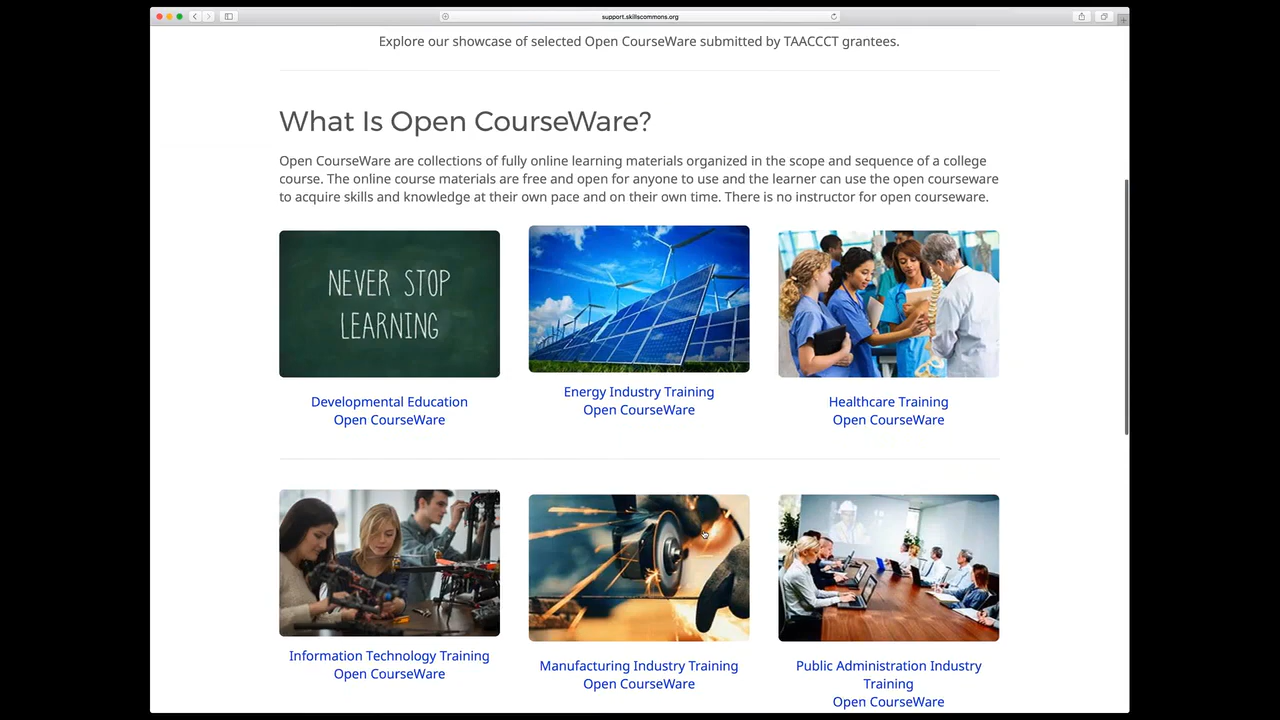 support.skillscommons.org
Explore our showcase of selected Open CourseWare submitted by TAACCCT grantees.
What Is Open CourseWare?
Open CourseWare are collections of fully online learning materials organized in the scope and sequence of a college
course. The online course materials are free and open for anyone to use and the learner can use the open courseware
to acquire skills and knowledge at their own pace and on their own time. There is no instructor for open courseware.
NEVER STOP
LEARNING
Developmental Education
Open CourseWare
Energy Industry Training
Open CourseWare
Healthcare Training
Open CourseWare
Information Technology Training
Open CourseWare
Manufacturing Industry Training
Open CourseWare
Public Administration Industry
Training
Open CourseWare